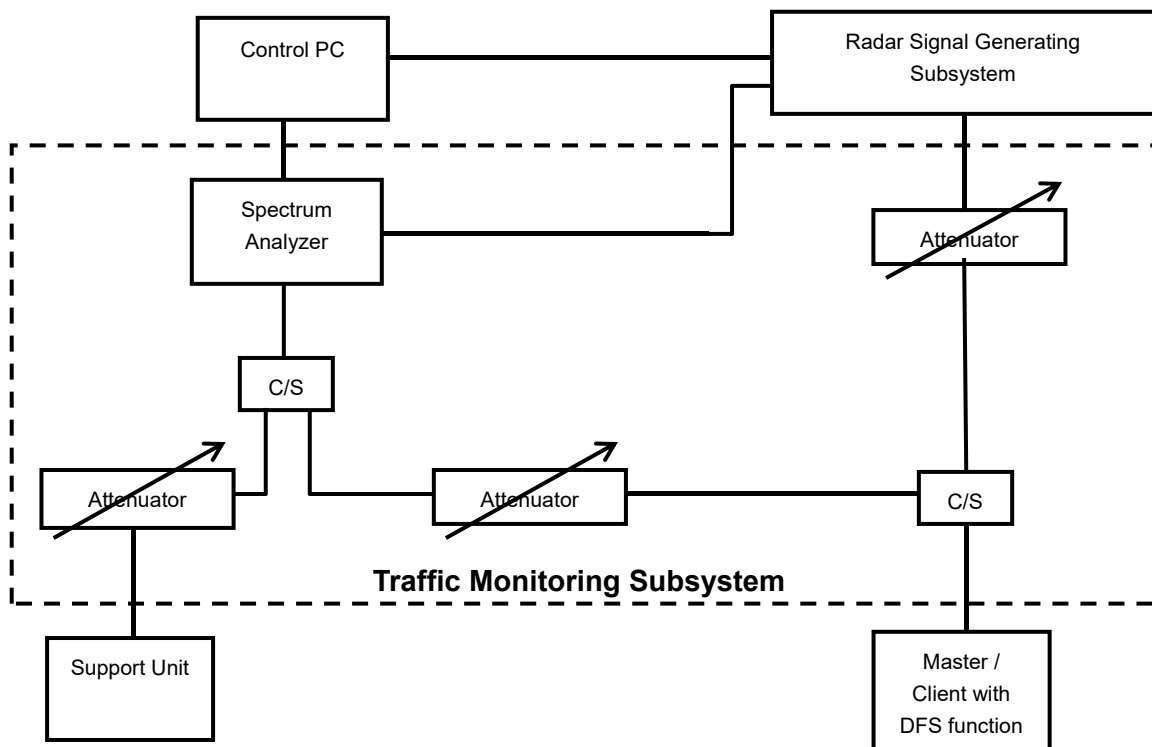 Control PC
Radar Signal Generating
Subsystem
Spectrum
Analyzer
Attenuator
C/S
Attenuator
Attenuator
C/S
Traffic Monitoring Subsystem
Support Unit
Master /
Client with
DFS function